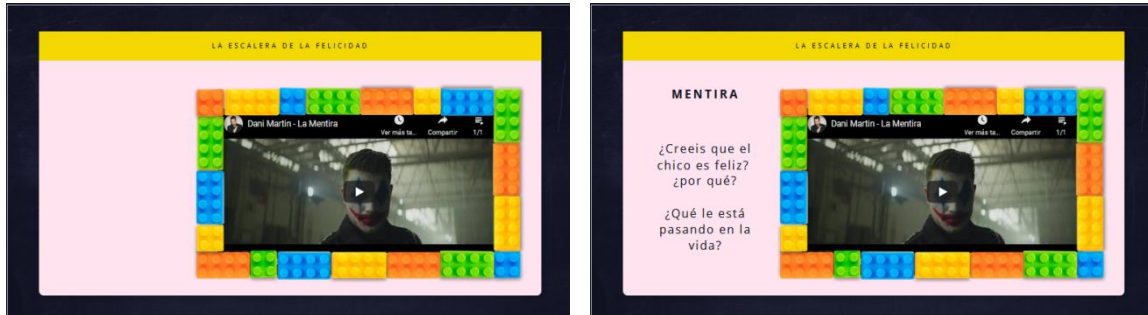 LA ESCALERA DE LA FELICIDAD
Dani Martin - La Mentira
Ver más ta... Compartir 1/1
LA ESCALERA DE LA FELICIDAD
MENTIRA
Dani Martin - La Mentira
Ver más ta... Compartir 1/1
¿Creeis que el
chico es feliz?
¿por qué?
¿Qué le está
pasando en la
vida?